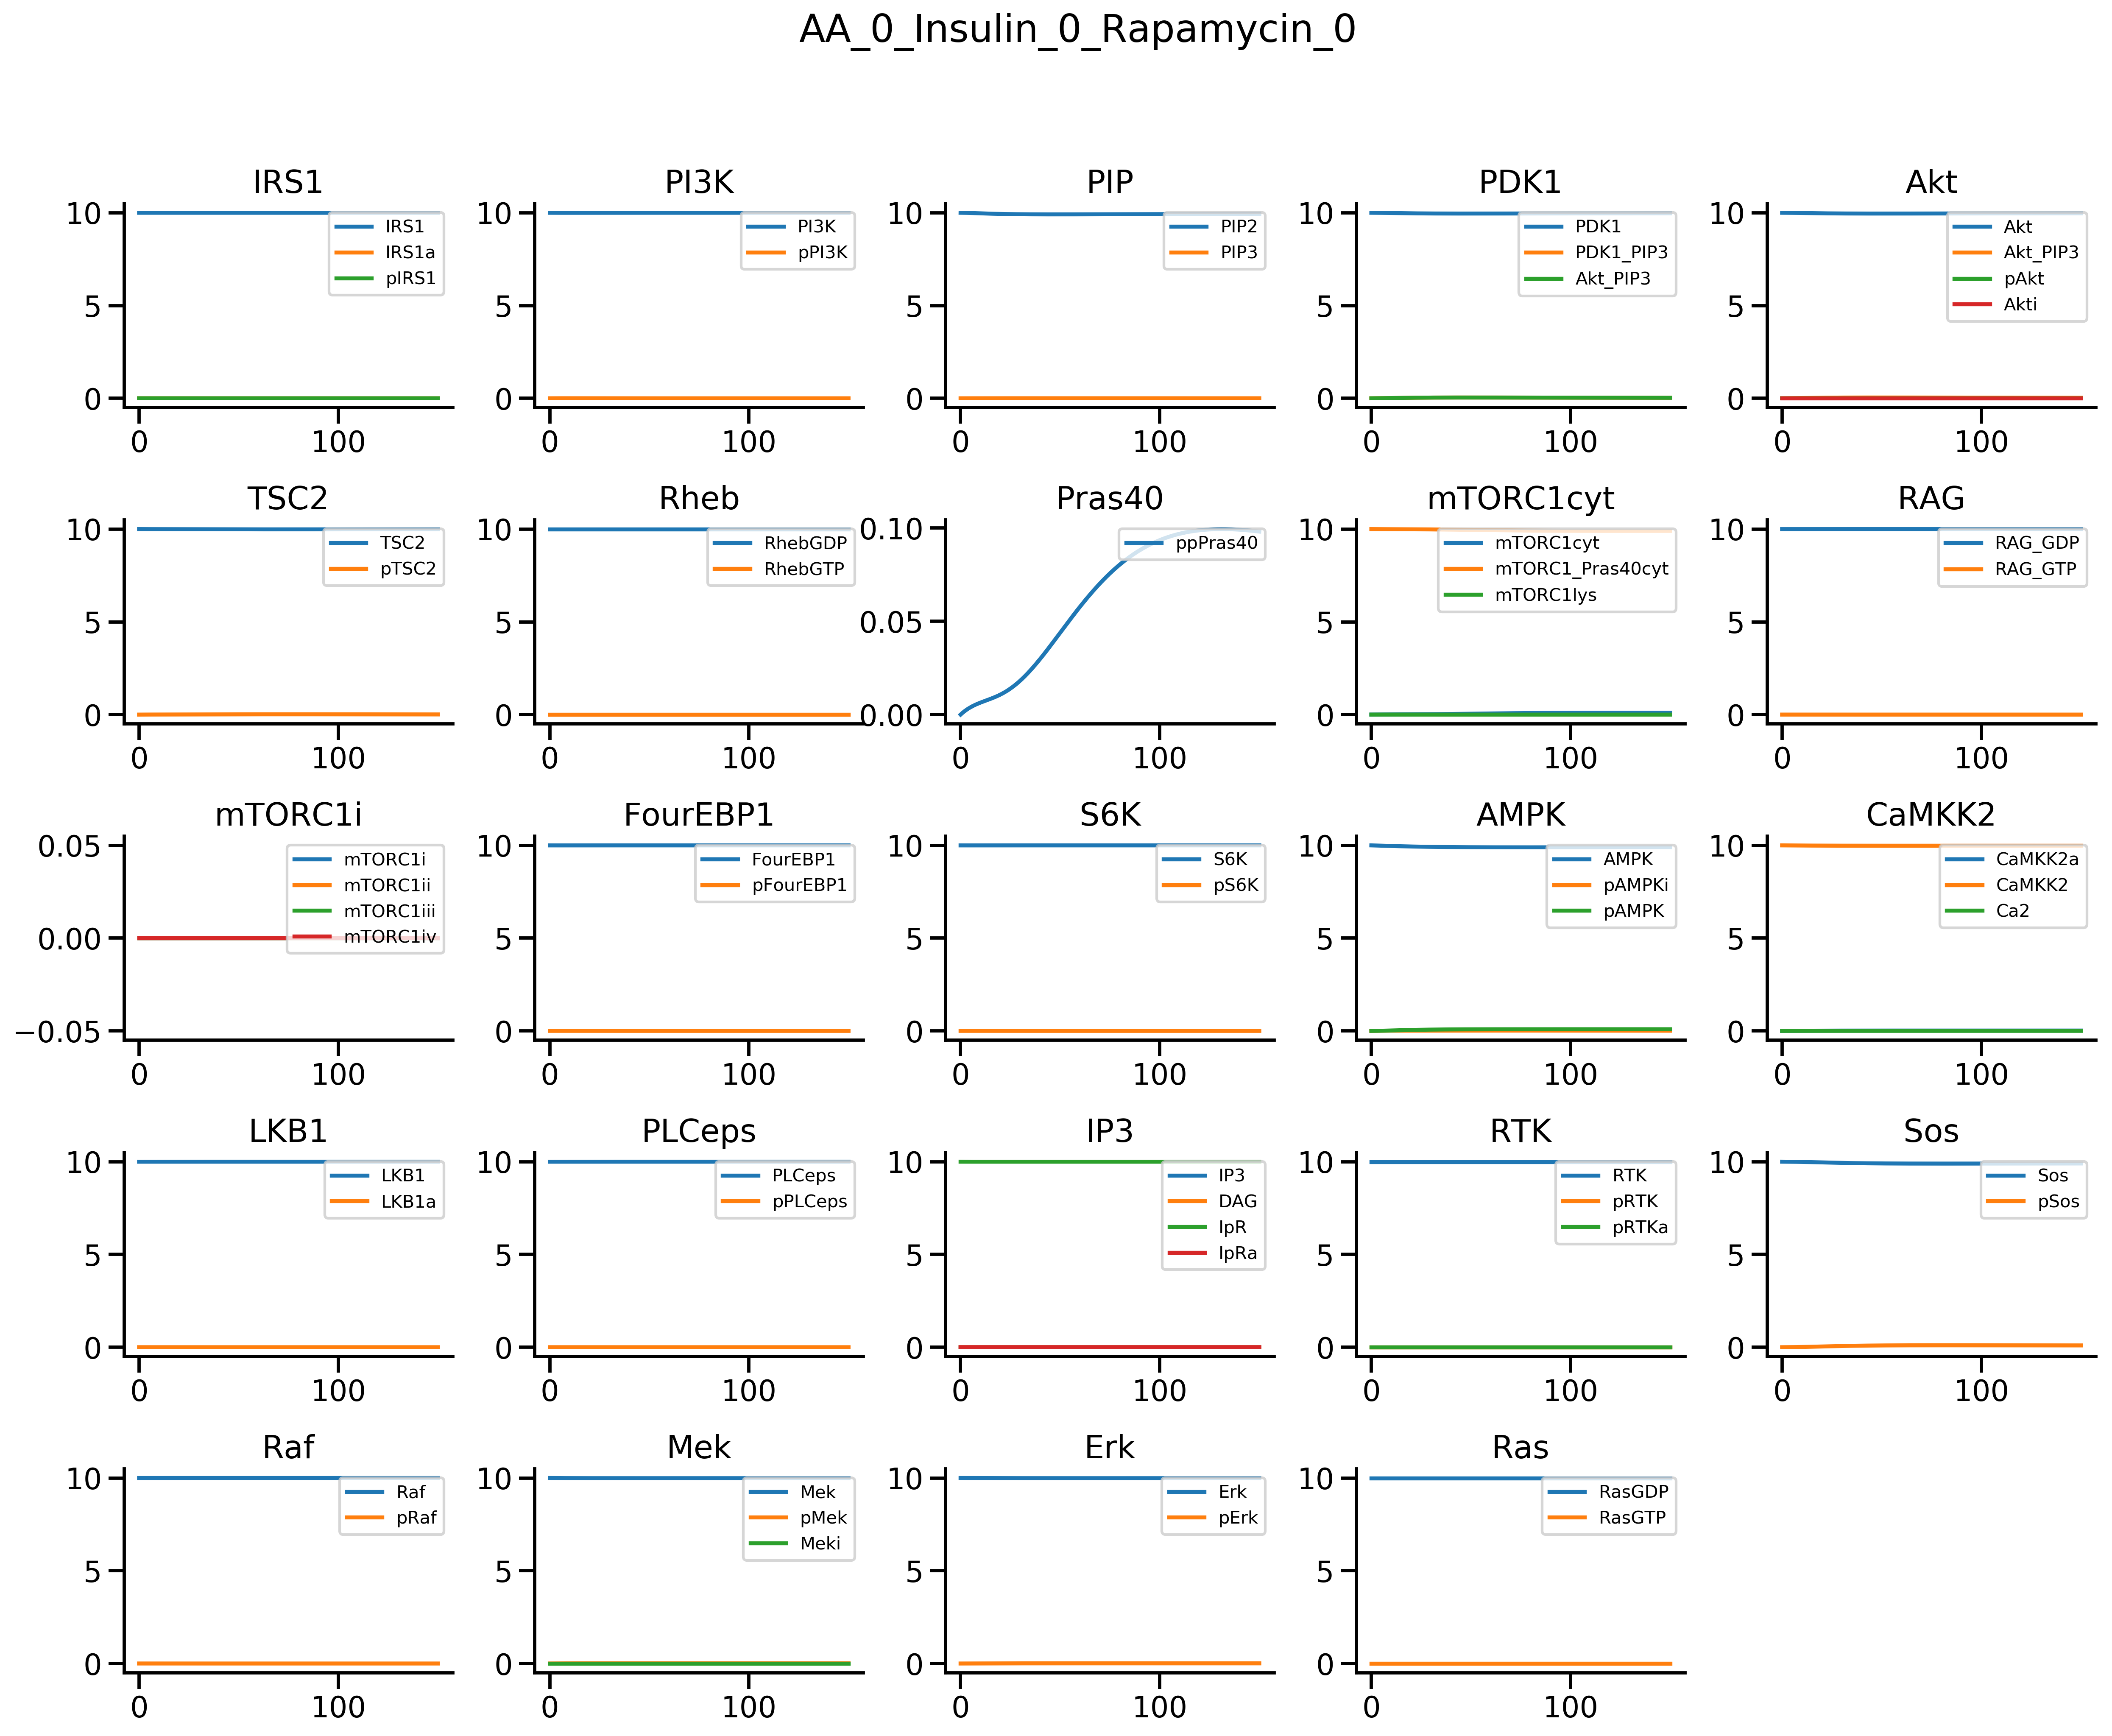 AA_0_Insulin_0_Rapamycin_0
IRS1
10
5
0
0
100
IRS1
IRS1a
pIRS1
PI3K
10
5
0
0
100
PI3K
pPI3K
PIP
10
5
0
0
100
PIP2
PIP3
PDK1
10
5
0
0
100
PDK1
PDK1_PIP3
Akt_PIP3
Akt
10
5
0
0
100
Akt
Akt_PIP3
pAkt
Akti
TSC2
10
5
0
0
100
TSC2
pTSC2
Rheb
10
5
0
0
100
RhebGDP
RhebGTP
Pras40
0.10
0.05
0.00
0
100
ppPras40
mTORC1cyt
10
5
0
0
100
mTORC1cyt
mTORC1_Pras40cyt
mTORC1lys
RAG
10
5
0
0
100
RAG_GDP
RAG_GTP
mTORC1i
0.05
0.00
−0.05
0
100
mTORC1i
mTORC1ii
mTORC1iii
mTORC1iv
FourEBP1
10
5
0
0
100
FourEBP1
pFourEBP1
S6K
10
5
0
0
100
S6K
pS6K
AMPK
10
5
0
0
100
AMPK
pAMPKi
pAMPK
CaMKK2
10
5
0
0
100
CaMKK2a
CaMKK2
Ca2
LKB1
10
5
0
0
100
LKB1
LKB1a
PLCeps
10
5
0
0
100
PLCeps
pPLCeps
IP3
10
5
0
0
100
IP3
DAG
IpR
IpRa
RTK
10
5
0
0
100
RTK
pRTK
pRTKa
Sos
10
5
0
0
100
Sos
pSos
Raf
10
5
0
0
100
Raf
pRaf
Mek
10
5
0
0
100
Mek
pMek
Meki
Erk
10
5
0
0
100
Erk
pErk
Ras
10
5
0
0
100
RasGDP
RasGTP